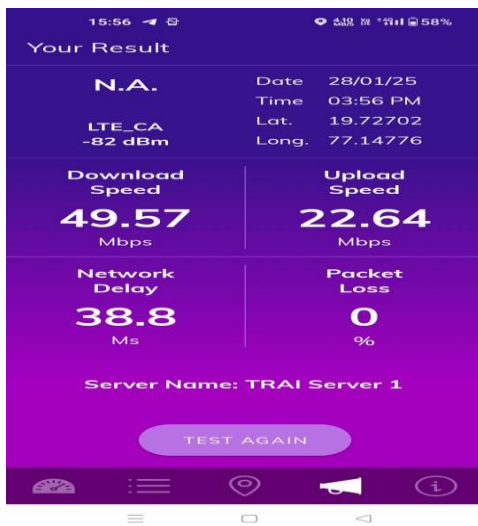 15:56 58%
Your Result
N.A.
Date 28/01/25
Time 03:56 PM
LTE_CA
Lat. 19.72702
-82 dBm
Long. 77.14776
Download Speed
Upload Speed
49.57
22.64
Mbps
Mbps
Network Delay
Packet Loss
38.8
0
Ms
%
Server Name: TRAI Server 1
TEST AGAIN